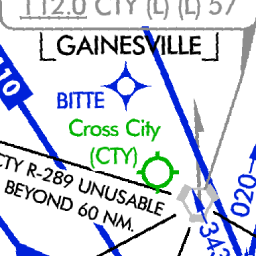 112.0 CTY (L) (L) 57
GAINESVILLE
110
BITTE
Cross City
(CTY)
CTY R-289 UNUSABLE
BEYOND 60 NM.
020
343